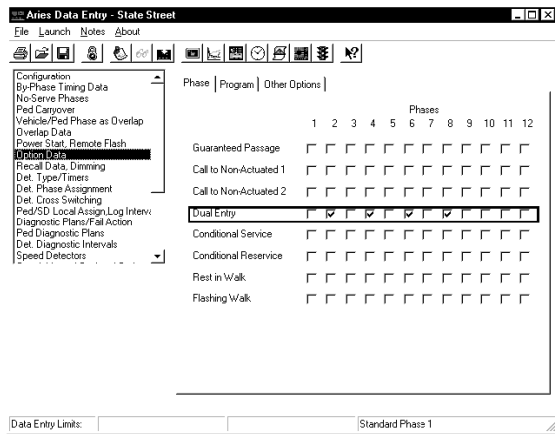 Aries Data Entry - State Street
File Launch Notes About
Configuration
By-Phase Timing Data
No-Serve Phases
Ped Carryover
Vehicle/Ped Phase as Overlap
Overlap Data
Power Start, Remote Flash
Option Data
Recall Data, Dimming
Det. Type/Timers
Det. Phase Assignment
Det. Cross Switching
Ped/SD Local Assign,Log Interva
Diagnostic Plans/Fail Action
Ped Diagnostic Plans
Det. Diagnostic Intervals
Speed Detectors
Phase Program Other Options
Phases
1 2 3 4 5 6 7 8 9 10 11 12
Guaranteed Passage
Call to Non-Actuated 1
Call to Non-Actuated 2
Dual Entry
Conditional Service
Conditional Reservice
Rest in Walk
Flashing Walk
Data Entry Limits: Standard Phase 1